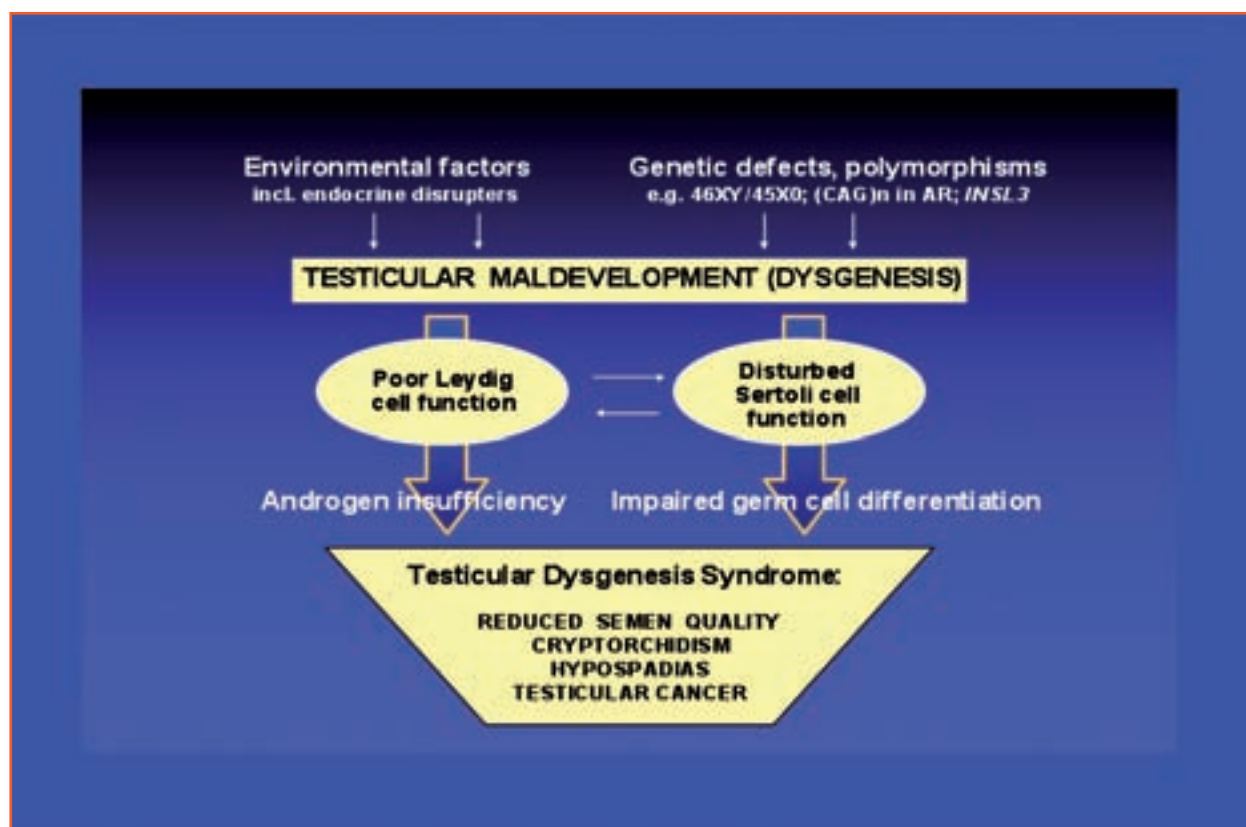 Environmental factors
incl. endocrine disrupters
Genetic defects, polymorphisms
e.g. 46XY/45X0; (CAG)n in AR; INSL3
TESTICULAR MALDEVELOPMENT (DYSGENESIS)
Poor Leydig
cell function
Disturbed
Sertoli cell
function
Androgen insufficiency
Impaired germ cell differentiation
Testicular Dysgenesis Syndrome:
REDUCED SEMEN QUALITY
CRYPTORCHIDISM
HYPOSPADIAS
TESTICULAR CANCER